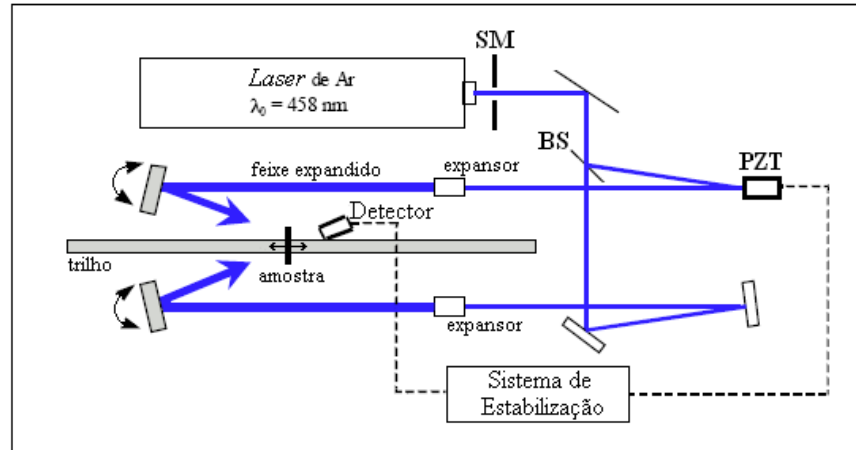 SM
Laser de Ar
λ₀ = 458 nm
BS
PZT
feixe expandido
expansor
Detector
trilho
amostra
expansor
Sistema de
Estabilização